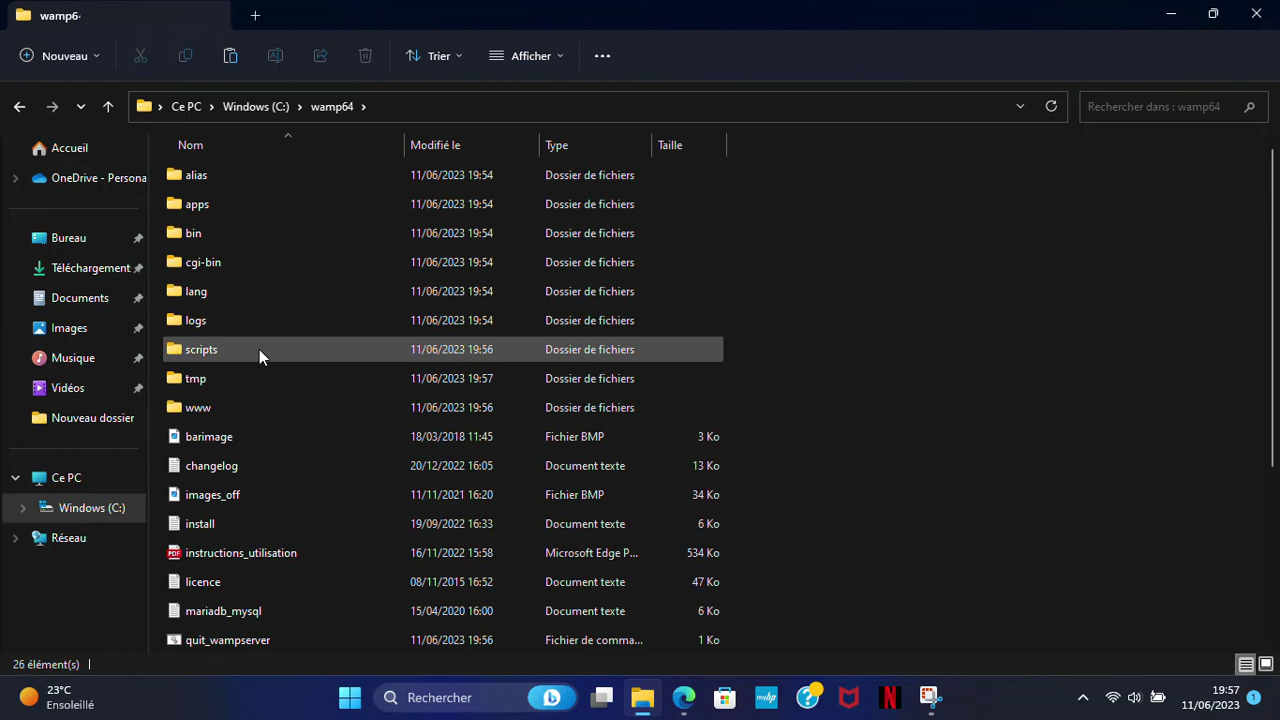 wamp6
Nouveau
Trier
Afficher
Ce PC
Windows (C:)
wamp64
Rechercher dans : wamp64
Nom
Modifié le
Type
Taille
Accueil
OneDrive - Persona
Bureau
Téléchargement
Documents
Images
Musique
Vidéos
Nouveau dossier
Ce PC
Windows (C:)
Réseau
alias 11/06/2023 19:54 Dossier de fichiers
apps 11/06/2023 19:54 Dossier de fichiers
bin 11/06/2023 19:54 Dossier de fichiers
cgi-bin 11/06/2023 19:54 Dossier de fichiers
lang 11/06/2023 19:54 Dossier de fichiers
logs 11/06/2023 19:54 Dossier de fichiers
scripts 11/06/2023 19:56 Dossier de fichiers
tmp 11/06/2023 19:57 Dossier de fichiers
www 11/06/2023 19:56 Dossier de fichiers
barimage 18/03/2018 11:45 Fichier BMP 3 Ko
changelog 20/12/2022 16:05 Document texte 13 Ko
images_off 11/11/2021 16:20 Fichier BMP 34 Ko
install 19/09/2022 16:33 Document texte 6 Ko
PDF instructions_utilisation 16/11/2022 15:58 Microsoft Edge P... 534 Ko
licence 08/11/2015 16:52 Document texte 47 Ko
mariadb_mysql 15/04/2020 16:00 Document texte 6 Ko
quit_wampserver 11/06/2023 19:56 Fichier de comma... 1 Ko
26 élément(s)
23°C
Ensoleillé
Rechercher
myhp
N
19:57
11/06/2023
1